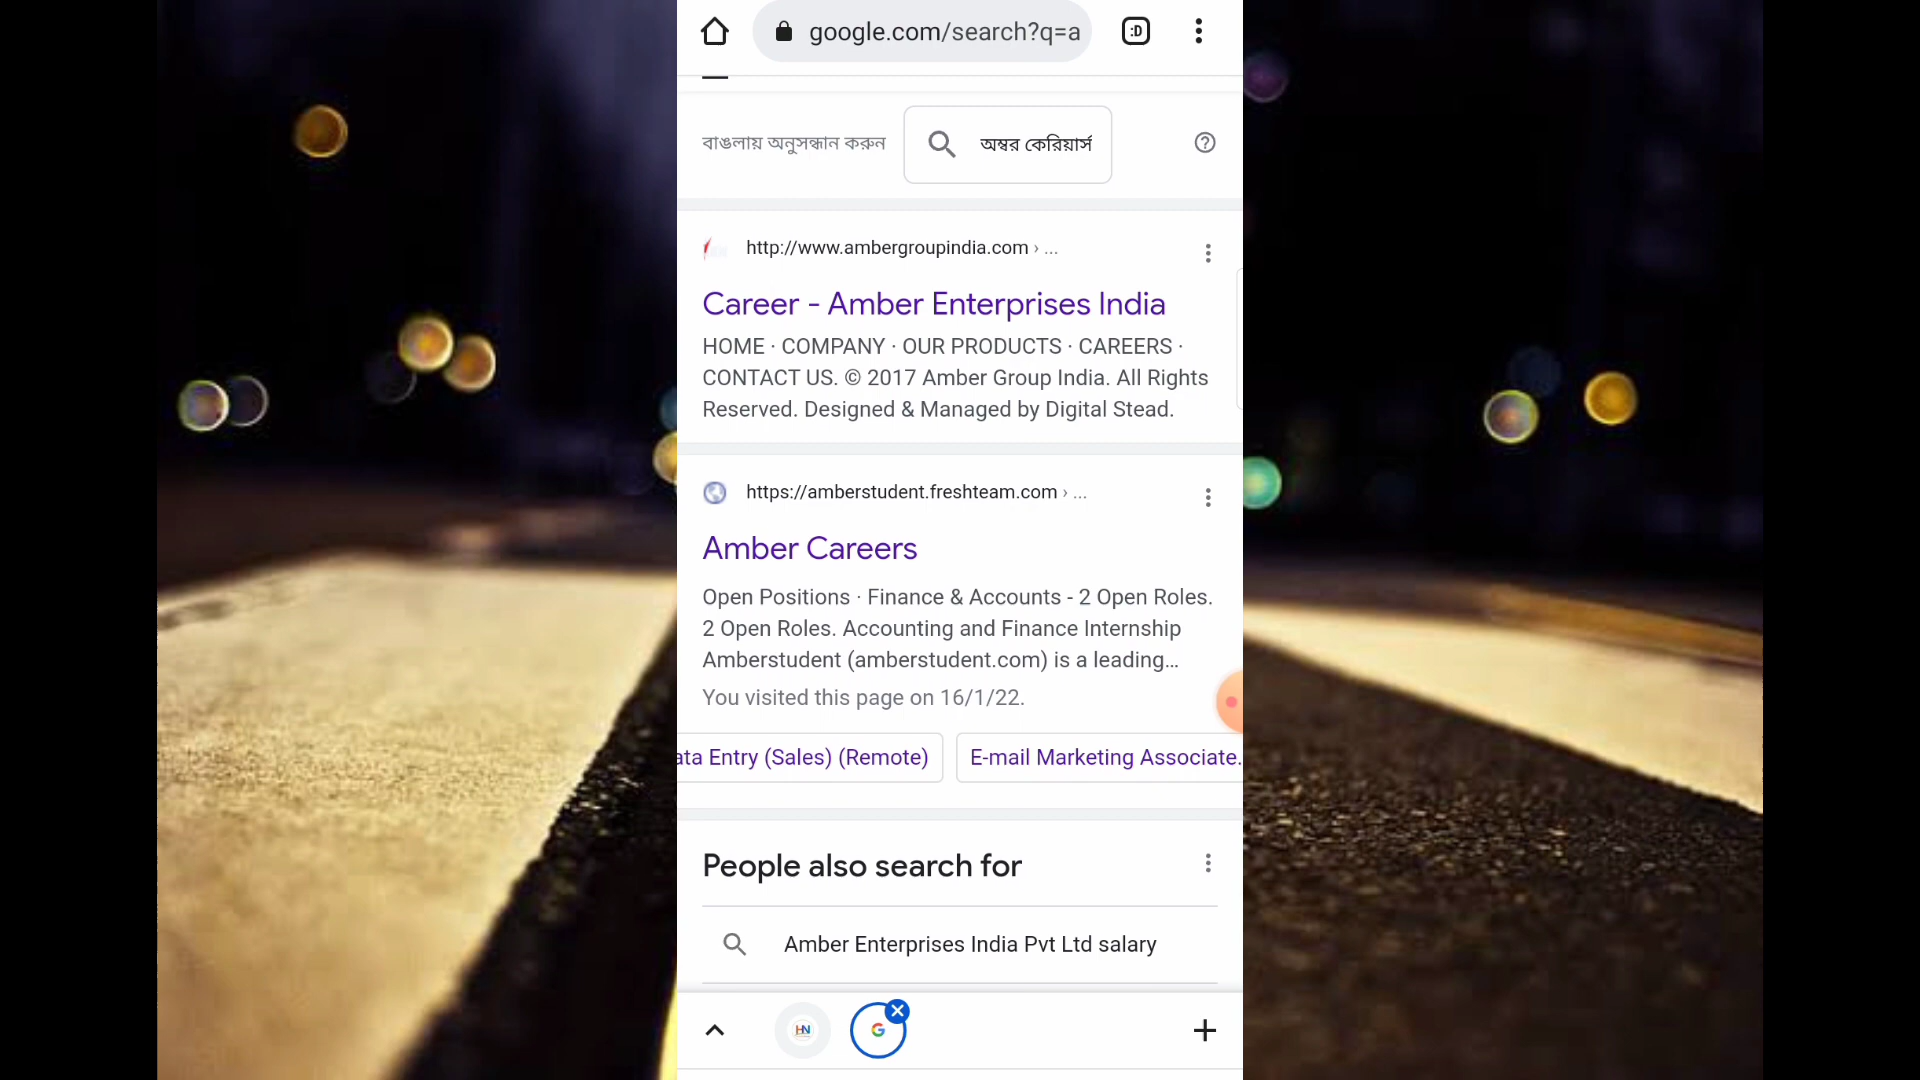 google.com/search?q=a
:D
বাঙলায় অনুসন্ধান করুন
অম্বর কেরিয়ার্স
http://www.ambergroupindia.com › ...
Career - Amber Enterprises India
HOME · COMPANY · OUR PRODUCTS · CAREERS ·
CONTACT US. © 2017 Amber Group India. All Rights
Reserved. Designed & Managed by Digital Stead.
https://amberstudent.freshteam.com › ...
Amber Careers
Open Positions · Finance & Accounts - 2 Open Roles.
2 Open Roles. Accounting and Finance Internship
Amberstudent (amberstudent.com) is a leading...
You visited this page on 16/1/22.
ata Entry (Sales) (Remote)
E-mail Marketing Associate.
People also search for
Amber Enterprises India Pvt Ltd salary
HN
G